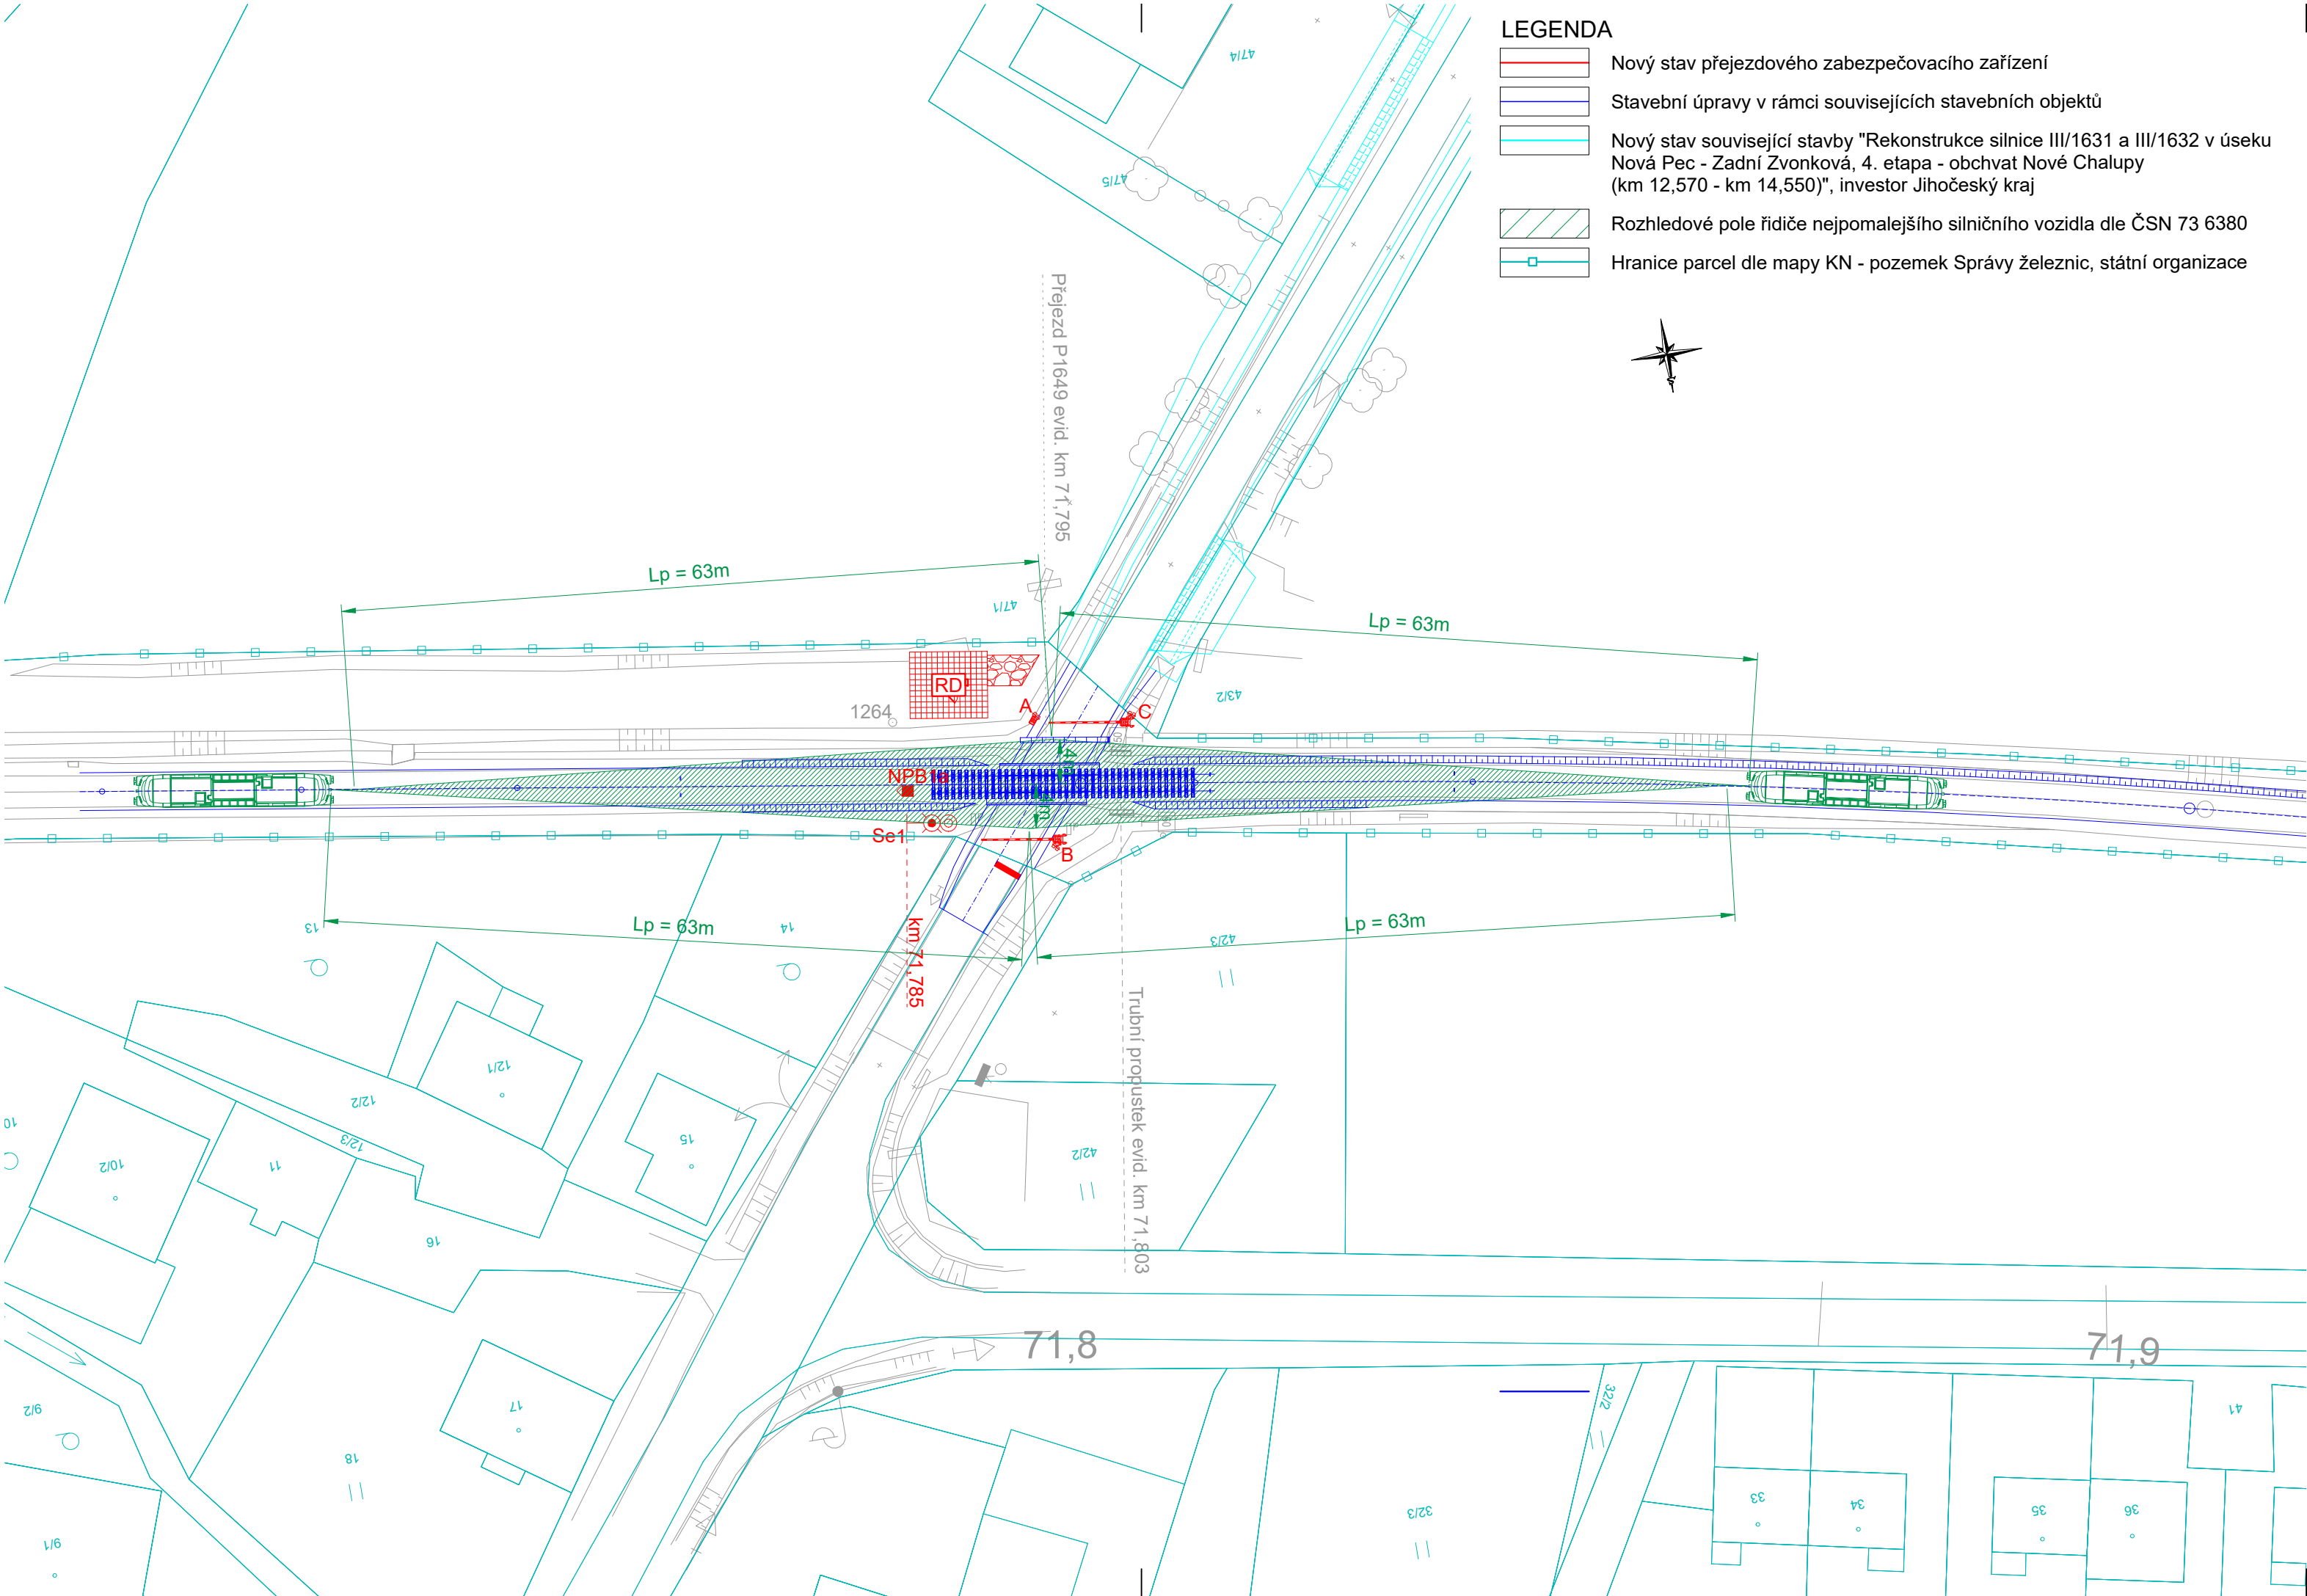 LEGENDA
Nový stav přejezdového zabezpečovacího zařízení
Stavební úpravy v rámci souvisejících stavebních objektů
Nový stav související stavby "Rekonstrukce silnice III/1631 a III/1632 v úseku
Nová Pec - Zadní Zvonková, 4. etapa - obchvat Nové Chalupy
(km 12,570 - km 14,550)", investor Jihočeský kraj
Rozhledové pole řidiče nejpomalejšího silničního vozidla dle ČSN 73 6380
Hranice parcel dle mapy KN - pozemek Správy železnic, státní organizace
47/4
47/5
Přejezd P1649 evid. km 71,795
Lp = 63m
47/1
Lp = 63m
RD
43/2
1264
A
C
NPB1a
Se1
B
km 71,785
Lp = 63m
Lp = 63m
13
14
42/3
Trubní propustek evid. km 71,803
12/1
12/2
12/3
15
10
10/2
11
42/2
16
71,8
71,9
9/2
17
18
32/2
41
32/3
33
34
35
36
9/1